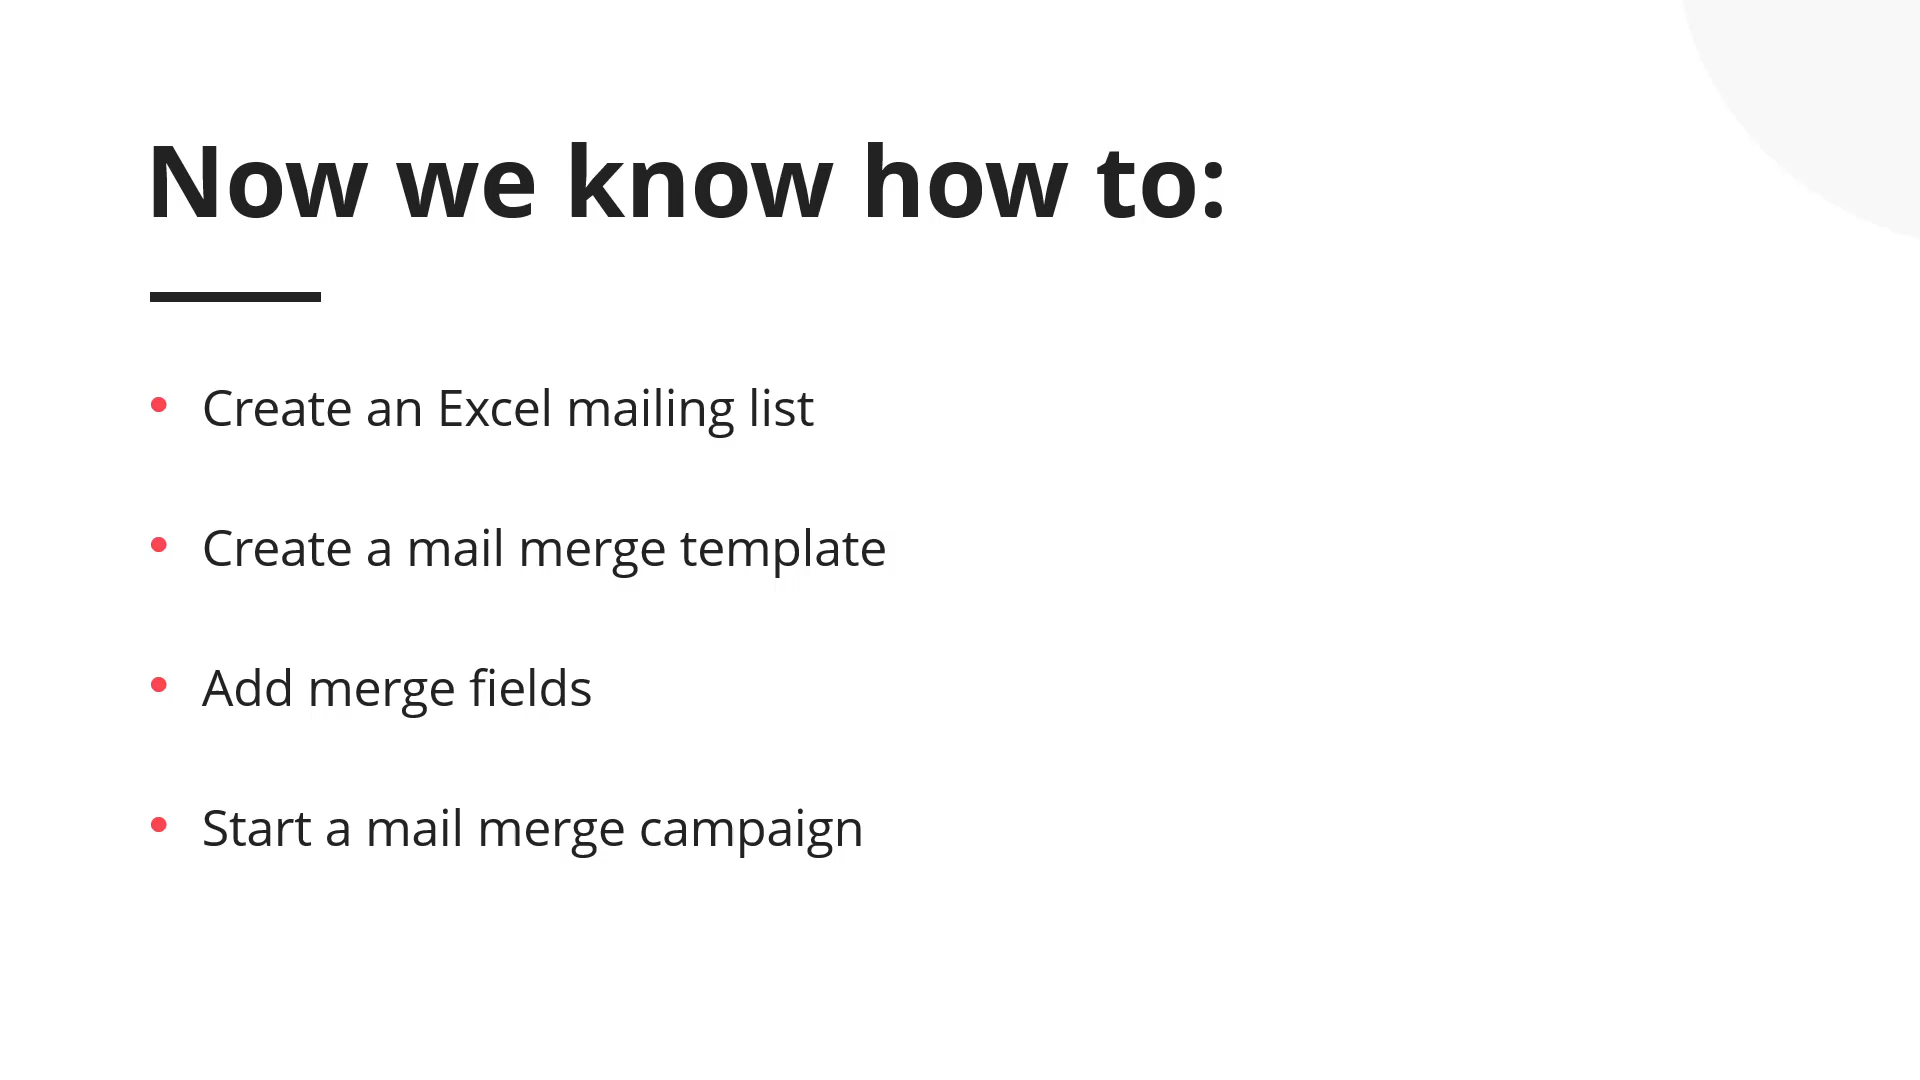 Now we know how to:
• Create an Excel mailing list
• Create a mail merge template
• Add merge fields
• Start a mail merge campaign